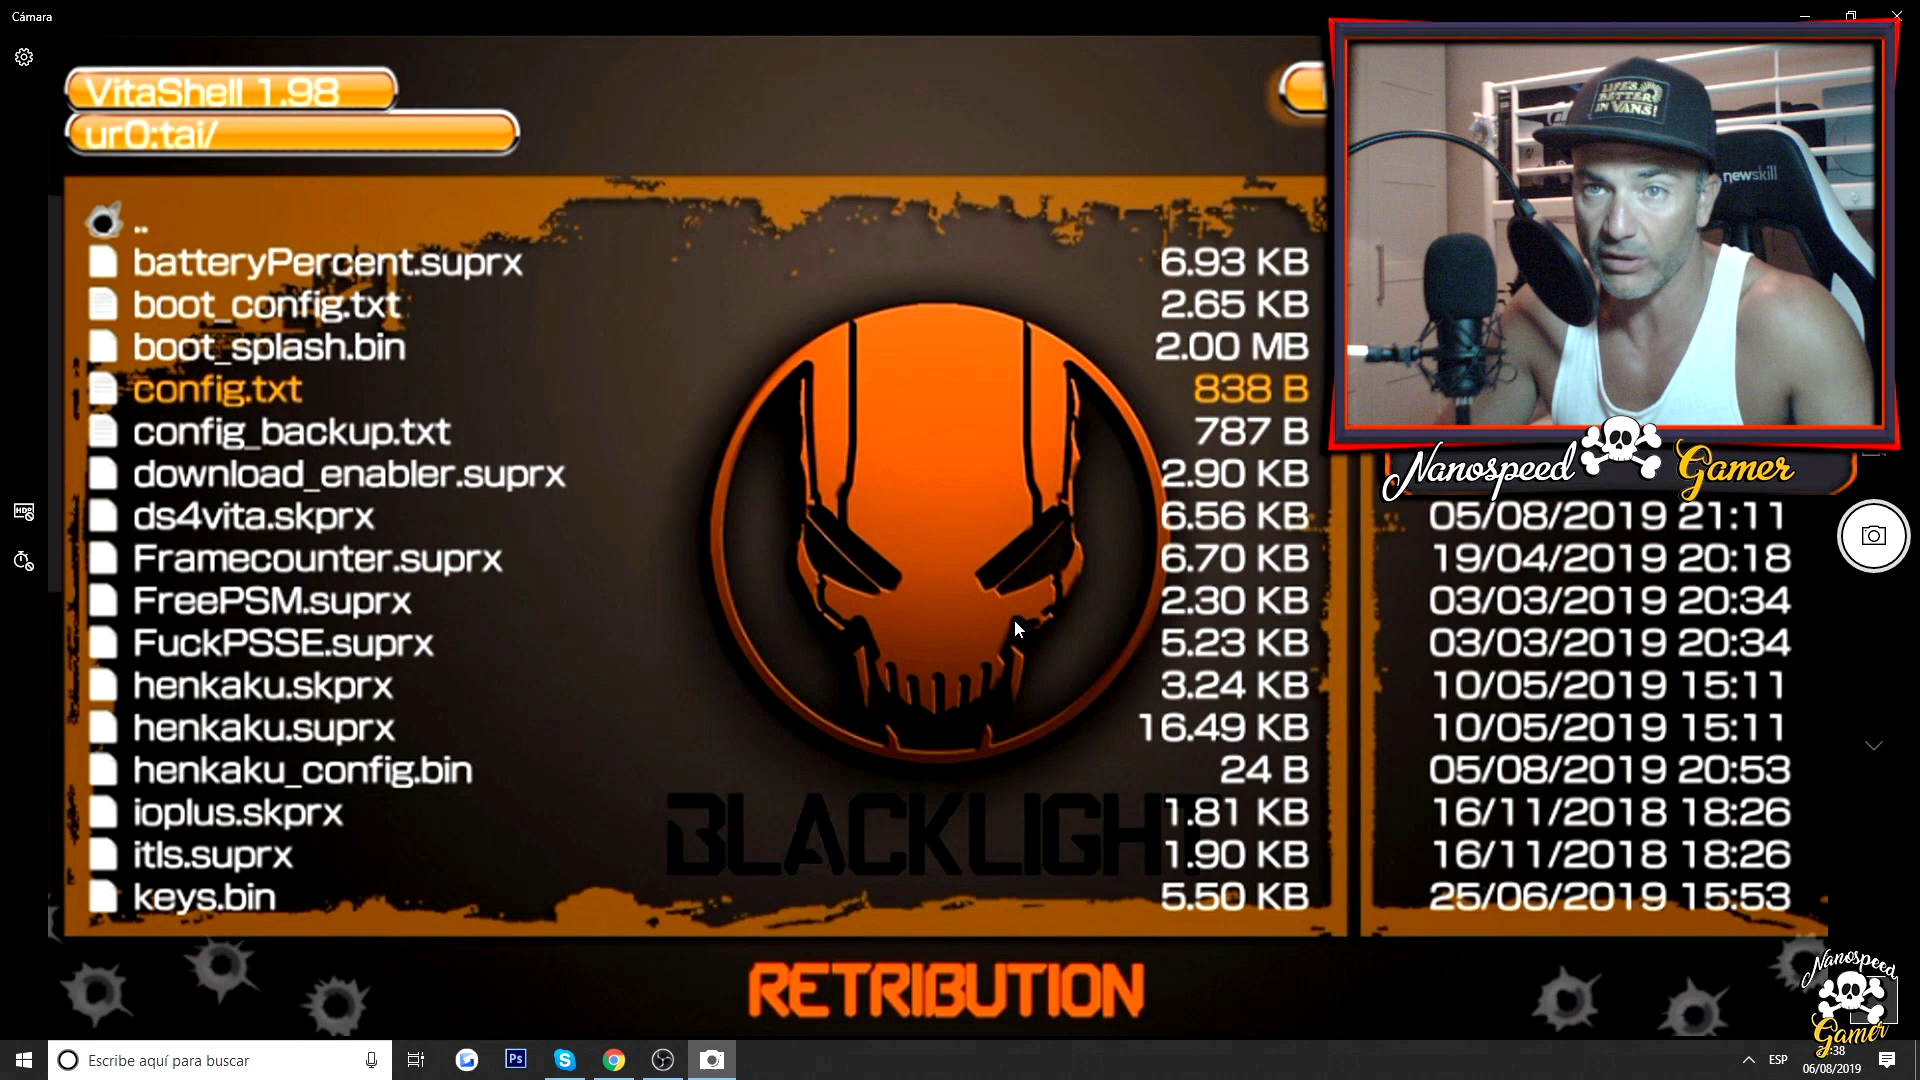 Cámara
VitaShell 1.98
ur0:tai/
LIFE'S
BETTER
IN VANS!
newskill
..
batteryPercent.suprx 6.93 KB
boot_config.txt 2.65 KB
boot_splash.bin 2.00 MB
config.txt 838 B
config_backup.txt 787 B
Nanospeed Gamer
download_enabler.suprx 2.90 KB
ds4vita.skprx 6.56 KB 05/08/2019 21:11
Framecounter.suprx 6.70 KB 19/04/2019 20:18
FreePSM.suprx 2.30 KB 03/03/2019 20:34
FuckPSSE.suprx 5.23 KB 03/03/2019 20:34
henkaku.skprx 3.24 KB 10/05/2019 15:11
henkaku.suprx 16.49 KB 10/05/2019 15:11
henkaku_config.bin 24 B 05/08/2019 20:53
ioplus.skprx 1.81 KB 16/11/2018 18:26
itls.suprx 1.90 KB 16/11/2018 18:26
keys.bin 5.50 KB 25/06/2019 15:53
BLACKLIGHT
RETRIBUTION
Nanospeed
Gamer
HDR
Escribe aquí para buscar
Ps
ESP
06/08/2019